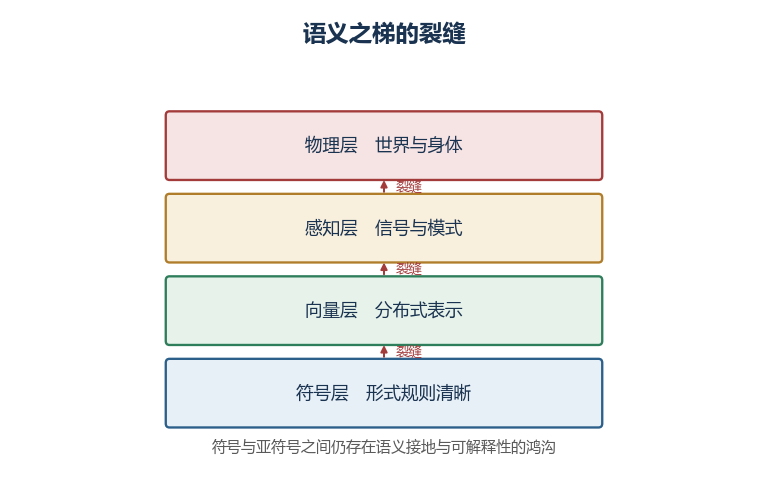 语义之梯的裂缝
物理层 世界与身体
裂缝
感知层 信号与模式
裂缝
向量层 分布式表示
裂缝
符号层 形式规则清晰
符号与亚符号之间仍存在语义接地与可解释性的鸿沟